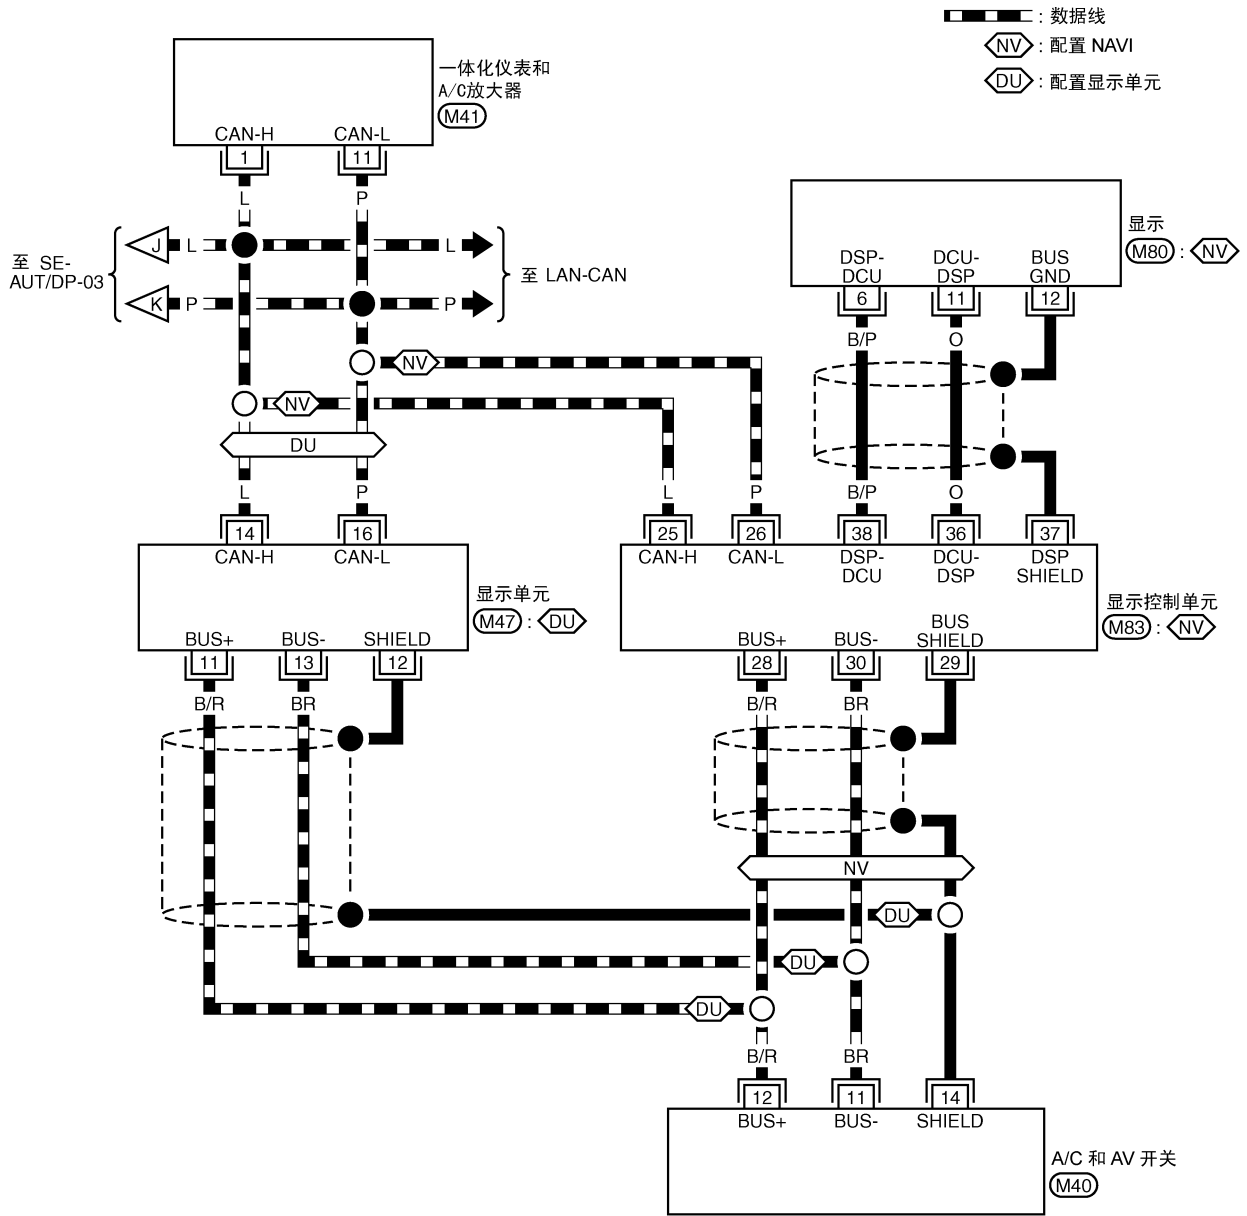 : 数据线
NV : 配置 NAVI
DU : 配置显示单元
一体化仪表和
A/C放大器
M41
CAN-H CAN-L
1 11
L P
J L L
至 SE-
AUT/DP-03
至 LAN-CAN
K P P
NV
NV
DU
L P
14 16
CAN-H CAN-L
显示单元
M47 : DU
BUS+ BUS- SHIELD
11 13 12
B/R BR
显示
M80 : NV
DSP-
DCU
DCU-
DSP
BUS
GND
6 11 12
B/P O
L P B/P O
25 26 38 36 37
CAN-H CAN-L
DSP-
DCU
DCU-
DSP
DSP
SHIELD
显示控制单元
M83 : NV
BUS+ BUS-
BUS
SHIELD
28 30 29
B/R BR
NV
DU
DU
DU
B/R BR
12 11 14
BUS+ BUS- SHIELD
A/C 和 AV 开关
M40